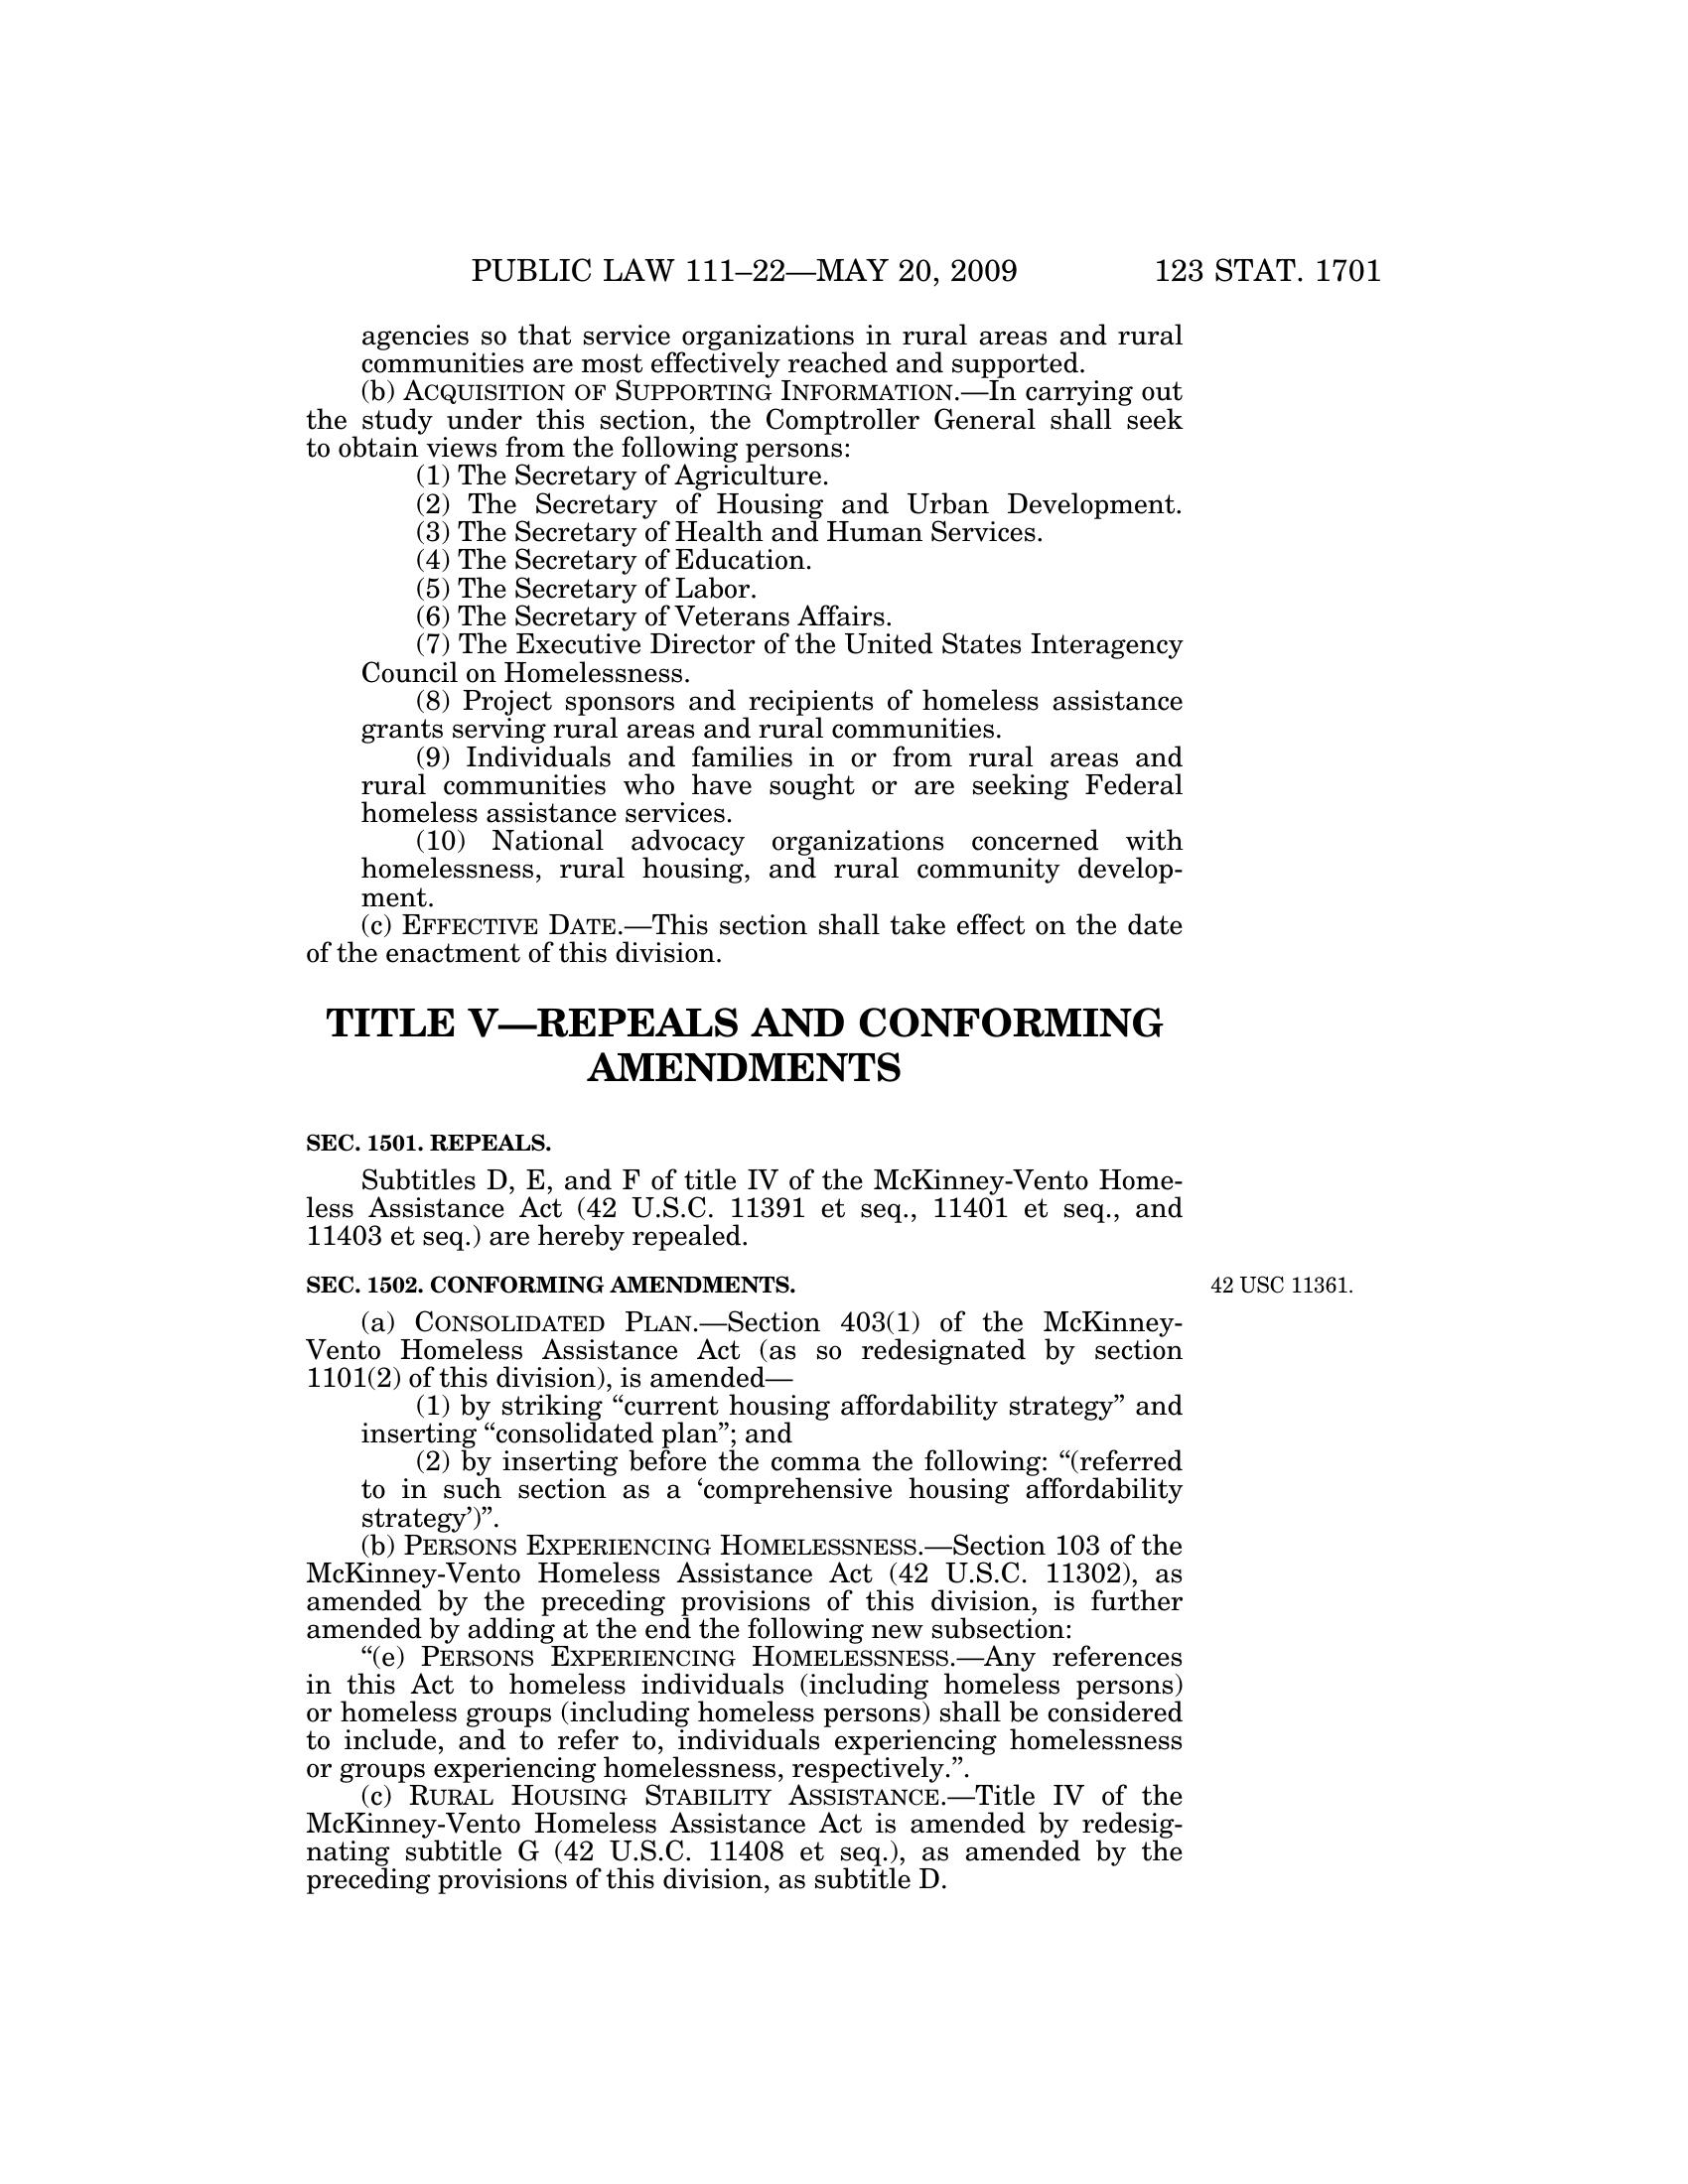 PUBLIC LAW 111–22—MAY 20, 2009 123 STAT. 1701
agencies so that service organizations in rural areas and rural
communities are most effectively reached and supported.
(b) ACQUISITION OF SUPPORTING INFORMATION.—In carrying out
the study under this section, the Comptroller General shall seek
to obtain views from the following persons:
(1) The Secretary of Agriculture.
(2) The Secretary of Housing and Urban Development.
(3) The Secretary of Health and Human Services.
(4) The Secretary of Education.
(5) The Secretary of Labor.
(6) The Secretary of Veterans Affairs.
(7) The Executive Director of the United States Interagency
Council on Homelessness.
(8) Project sponsors and recipients of homeless assistance
grants serving rural areas and rural communities.
(9) Individuals and families in or from rural areas and
rural communities who have sought or are seeking Federal
homeless assistance services.
(10) National advocacy organizations concerned with
homelessness, rural housing, and rural community develop-
ment.
(c) EFFECTIVE DATE.—This section shall take effect on the date
of the enactment of this division.
TITLE V—REPEALS AND CONFORMING
AMENDMENTS
SEC. 1501. REPEALS.
Subtitles D, E, and F of title IV of the McKinney-Vento Home-
less Assistance Act (42 U.S.C. 11391 et seq., 11401 et seq., and
11403 et seq.) are hereby repealed.
SEC. 1502. CONFORMING AMENDMENTS. 42 USC 11361.
(a) CONSOLIDATED PLAN.—Section 403(1) of the McKinney-
Vento Homeless Assistance Act (as so redesignated by section
1101(2) of this division), is amended—
(1) by striking “current housing affordability strategy” and
inserting “consolidated plan”; and
(2) by inserting before the comma the following: “(referred
to in such section as a ‘comprehensive housing affordability
strategy’)”.
(b) PERSONS EXPERIENCING HOMELESSNESS.—Section 103 of the
McKinney-Vento Homeless Assistance Act (42 U.S.C. 11302), as
amended by the preceding provisions of this division, is further
amended by adding at the end the following new subsection:
“(e) PERSONS EXPERIENCING HOMELESSNESS.—Any references
in this Act to homeless individuals (including homeless persons)
or homeless groups (including homeless persons) shall be considered
to include, and to refer to, individuals experiencing homelessness
or groups experiencing homelessness, respectively.”.
(c) RURAL HOUSING STABILITY ASSISTANCE.—Title IV of the
McKinney-Vento Homeless Assistance Act is amended by redesig-
nating subtitle G (42 U.S.C. 11408 et seq.), as amended by the
preceding provisions of this division, as subtitle D.